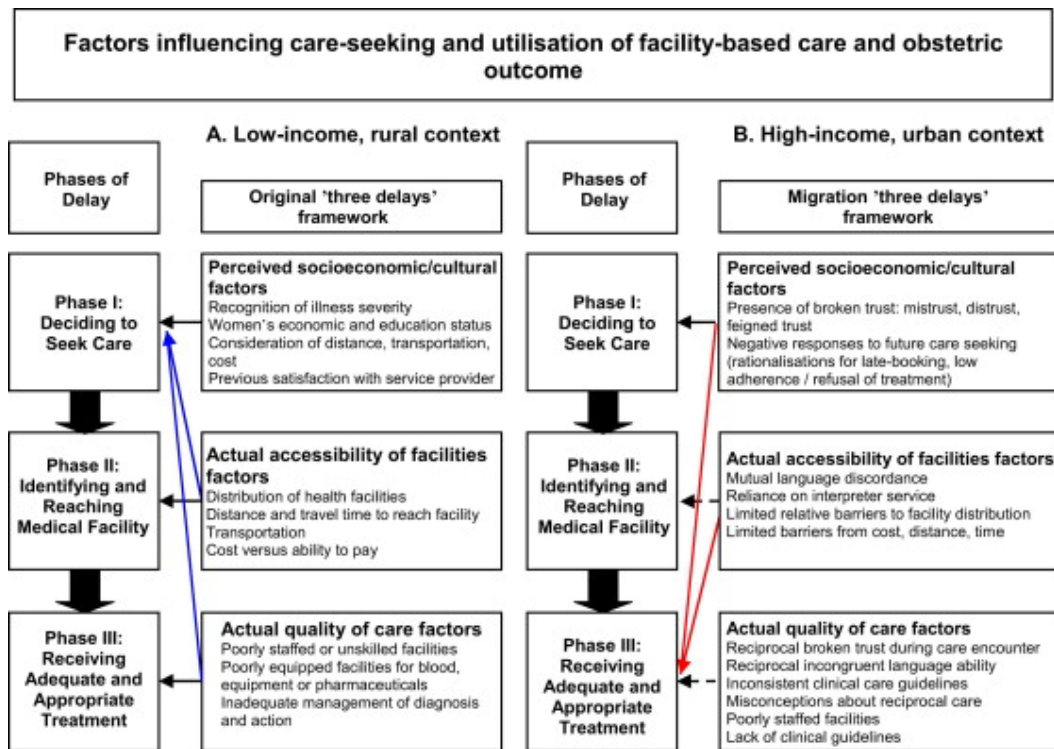 Factors influencing care-seeking and utilisation of facility-based care and obstetric
outcome
A. Low-income, rural context
Phases of
Delay
Original 'three delays'
framework
Phase I:
Deciding to
Seek Care
Perceived socioeconomic/cultural
factors
Recognition of illness severity
Women's economic and education status
Consideration of distance, transportation,
cost
Previous satisfaction with service provider
Phase II:
Identifying and
Reaching
Medical Facility
Actual accessibility of facilities
factors
Distribution of health facilities
Distance and travel time to reach facility
Transportation
Cost versus ability to pay
Phase III:
Receiving
Adequate and
Appropriate
Treatment
Actual quality of care factors
Poorly staffed or unskilled facilities
Poorly equipped facilities for blood,
equipment or pharmaceuticals
Inadequate management of diagnosis
and action
B. High-income, urban context
Phases of
Delay
Migration 'three delays'
framework
Phase I:
Deciding to
Seek Care
Perceived socioeconomic/cultural
factors
Presence of broken trust: mistrust, distrust,
feigned trust
Negative responses to future care seeking
(rationalisations for late-booking, low
adherence / refusal of treatment)
Phase II:
Identifying and
Reaching
Medical Facility
Actual accessibility of facilities factors
Mutual language discordance
Reliance on interpreter service
Limited relative barriers to facility distribution
Limited barriers from cost, distance, time
Phase III:
Receiving
Adequate and
Appropriate
Treatment
Actual quality of care factors
Reciprocal broken trust during care encounter
Reciprocal incongruent language ability
Inconsistent clinical care guidelines
Misconceptions about reciprocal care
Poorly staffed facilities
Lack of clinical guidelines